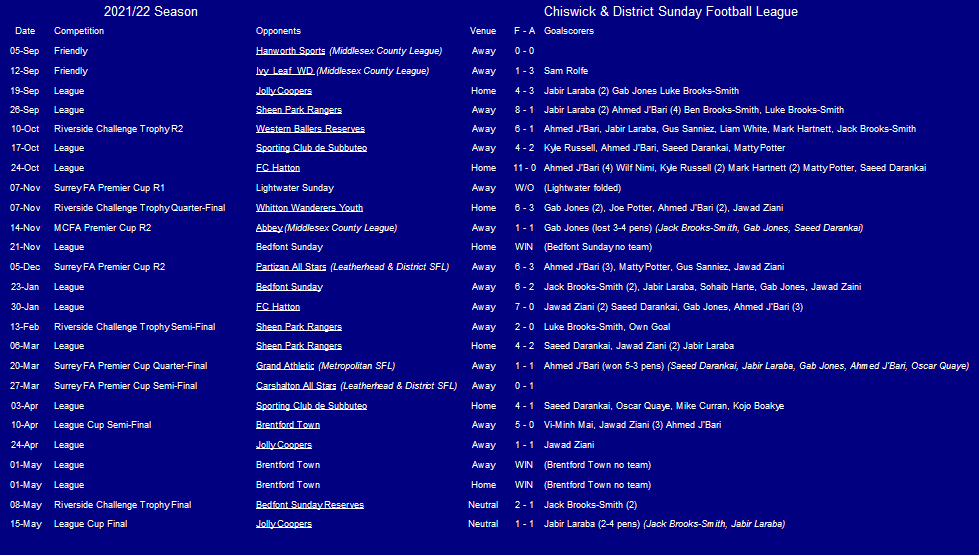 2021/22 Season Chiswick & District Sunday Football League
Date Competition Opponents Venue F - A Goalscorers
05-Sep Friendly Hanworth Sports (Middlesex County League) Away 0 - 0
12-Sep Friendly Ivy Leaf WD (Middlesex County League) Away 1 - 3 Sam Rolfe
19-Sep League Jolly Coopers Home 4 - 3 Jabir Laraba (2) Gab Jones Luke Brooks-Smith
26-Sep League Sheen Park Rangers Away 8 - 1 Jabir Laraba (2) Ahmed J'Bari (4) Ben Brooks-Smith, Luke Brooks-Smith
10-Oct Riverside Challenge Trophy R2 Western Ballers Reserves Away 6 - 1 Ahmed J'Bari, Jabir Laraba, Gus Sanniez, Liam White, Mark Hartnett, Jack Brooks-Smith
17-Oct League Sporting Club de Subbuteo Away 4 - 2 Kyle Russell, Ahmed J'Bari, Saeed Darankai, Matty Potter
24-Oct League FC Hatton Home 11 - 0 Ahmed J'Bari (4) Wilf Nimi, Kyle Russell (2) Mark Hartnett (2) Matty Potter, Saeed Darankai
07-Nov Surrey FA Premier Cup R1 Lightwater Sunday Away W/O (Lightwater folded)
07-Nov Riverside Challenge Trophy Quarter-Final Whitton Wanderers Youth Home 6 - 3 Gab Jones (2), Joe Potter, Ahmed J'Bari (2), Jawad Ziani
14-Nov MCFA Premier Cup R2 Abbey (Middlesex County League) Away 1 - 1 Gab Jones (lost 3-4 pens) (Jack Brooks-Smith, Gab Jones, Saeed Darankai)
21-Nov League Bedfont Sunday Home WIN (Bedfont Sunday no team)
05-Dec Surrey FA Premier Cup R2 Partizan All Stars (Leatherhead & District SFL) Away 6 - 3 Ahmed J'Bari (3), Matty Potter, Gus Sanniez, Jawad Ziani
23-Jan League Bedfont Sunday Away 6 - 2 Jack Brooks-Smith (2), Jabir Laraba, Sohaib Harte, Gab Jones, Jawad Zaini
30-Jan League FC Hatton Away 7 - 0 Jawad Ziani (2) Saeed Darankai, Gab Jones, Ahmed J'Bari (3)
13-Feb Riverside Challenge Trophy Semi-Final Sheen Park Rangers Away 2 - 0 Luke Brooks-Smith, Own Goal
06-Mar League Sheen Park Rangers Home 4 - 2 Saeed Darankai, Jawad Ziani (2) Jabir Laraba
20-Mar Surrey FA Premier Cup Quarter-Final Grand Athletic (Metropolitan SFL) Away 1 - 1 Ahmed J'Bari (won 5-3 pens) (Saeed Darankai, Jabir Laraba, Gab Jones, Ahmed J'Bari, Oscar Quaye)
27-Mar Surrey FA Premier Cup Semi-Final Carshalton All Stars (Leatherhead & District SFL) Away 0 - 1
03-Apr League Sporting Club de Subbuteo Home 4 - 1 Saeed Darankai, Oscar Quaye, Mike Curran, Kojo Boakye
10-Apr League Cup Semi-Final Brentford Town Away 5 - 0 Vi-Minh Mai, Jawad Ziani (3) Ahmed J'Bari
24-Apr League Jolly Coopers Away 1 - 1 Jawad Ziani
01-May League Brentford Town Away WIN (Brentford Town no team)
01-May League Brentford Town Home WIN (Brentford Town no team)
08-May Riverside Challenge Trophy Final Bedfont Sunday Reserves Neutral 2 - 1 Jack Brooks-Smith (2)
15-May League Cup Final Jolly Coopers Neutral 1 - 1 Jabir Laraba (2-4 pens) (Jack Brooks-Smith, Jabir Laraba)